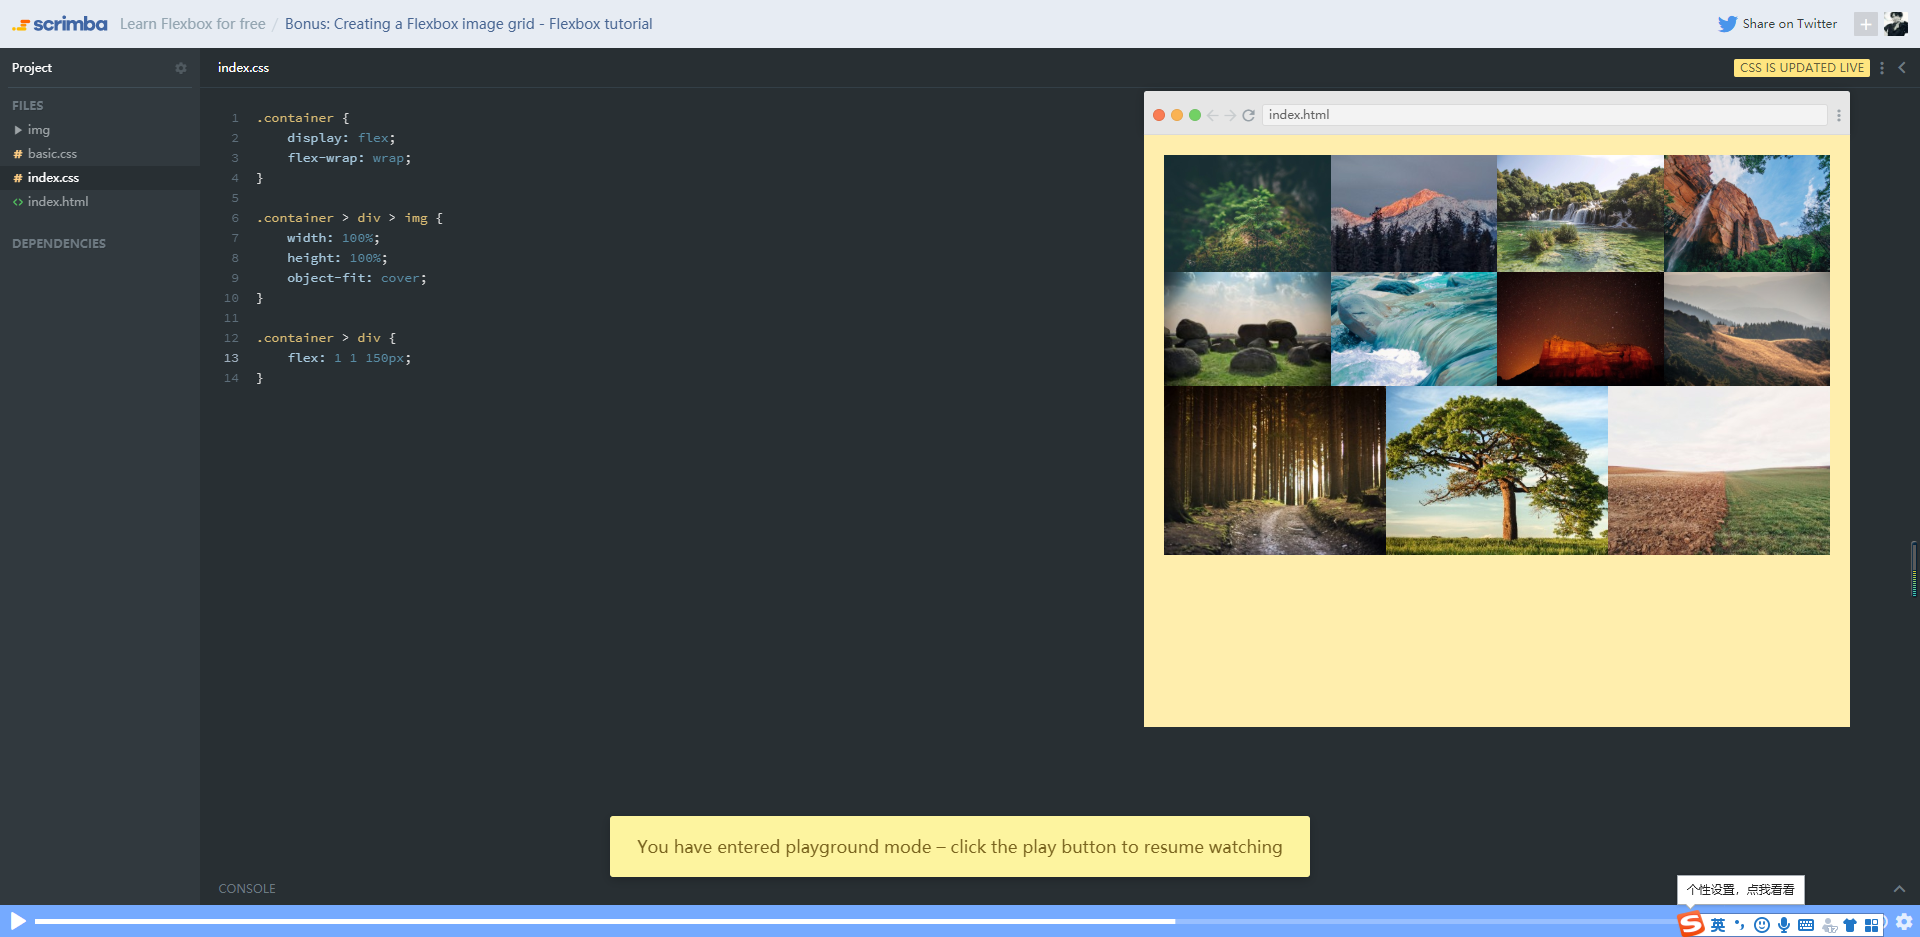 scrimba Learn Flexbox for free / Bonus: Creating a Flexbox image grid - Flexbox tutorial Share on Twitter
Project index.css CSS IS UPDATED LIVE
FILES
img
# basic.css
# index.css
<> index.html
DEPENDENCIES
1 .container {
2 display: flex;
3 flex-wrap: wrap;
4 }
5
6 .container > div > img {
7 width: 100%;
8 height: 100%;
9 object-fit: cover;
10 }
11
12 .container > div {
13 flex: 1 1 150px;
14 }
index.html
You have entered playground mode – click the play button to resume watching
CONSOLE
个性设置，点我看看
S 英